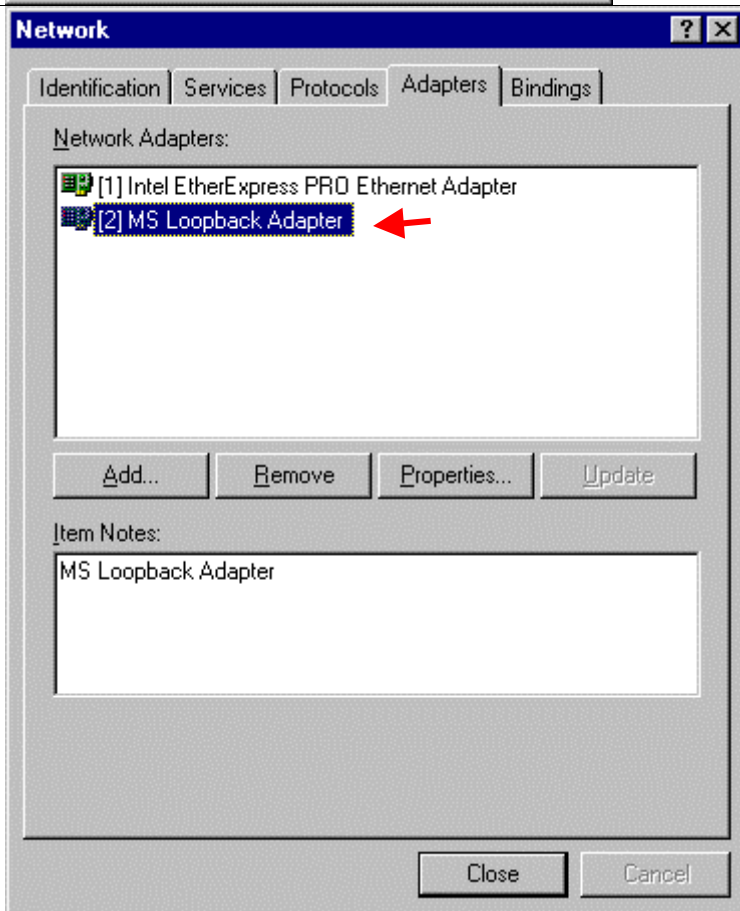 Network
Identification Services Protocols Adapters Bindings
Network Adapters:
[1] Intel EtherExpress PRO Ethernet Adapter
[2] MS Loopback Adapter
Add... Remove Properties... Update
Item Notes:
MS Loopback Adapter
Close Cancel